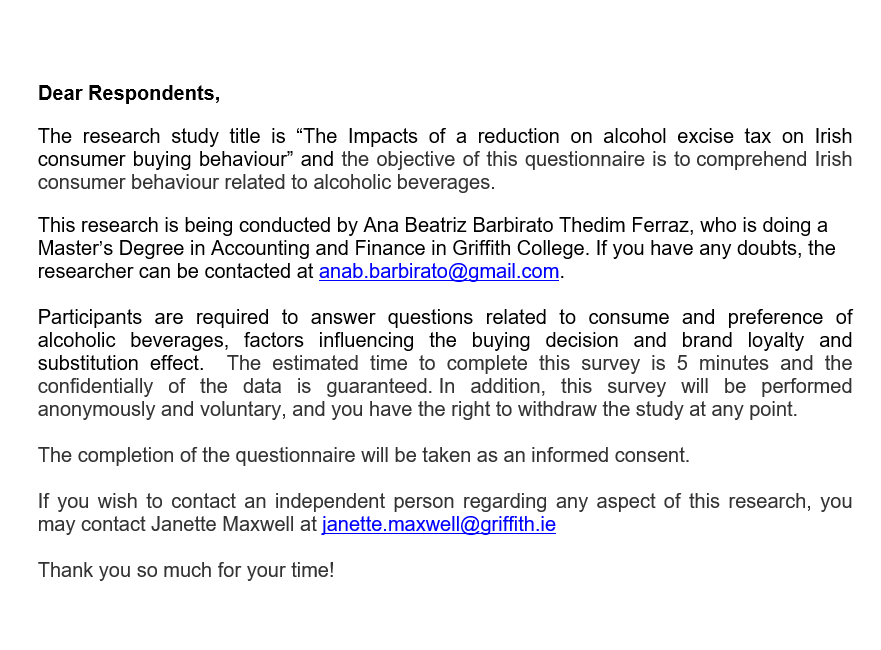 Dear Respondents,
The research study title is “The Impacts of a reduction on alcohol excise tax on Irish
consumer buying behaviour” and the objective of this questionnaire is to comprehend Irish
consumer behaviour related to alcoholic beverages.
This research is being conducted by Ana Beatriz Barbirato Thedim Ferraz, who is doing a
Master’s Degree in Accounting and Finance in Griffith College. If you have any doubts, the
researcher can be contacted at anab.barbirato@gmail.com.
Participants are required to answer questions related to consume and preference of
alcoholic beverages, factors influencing the buying decision and brand loyalty and
substitution effect. The estimated time to complete this survey is 5 minutes and the
confidentially of the data is guaranteed. In addition, this survey will be performed
anonymously and voluntary, and you have the right to withdraw the study at any point.
The completion of the questionnaire will be taken as an informed consent.
If you wish to contact an independent person regarding any aspect of this research, you
may contact Janette Maxwell at janette.maxwell@griffith.ie
Thank you so much for your time!